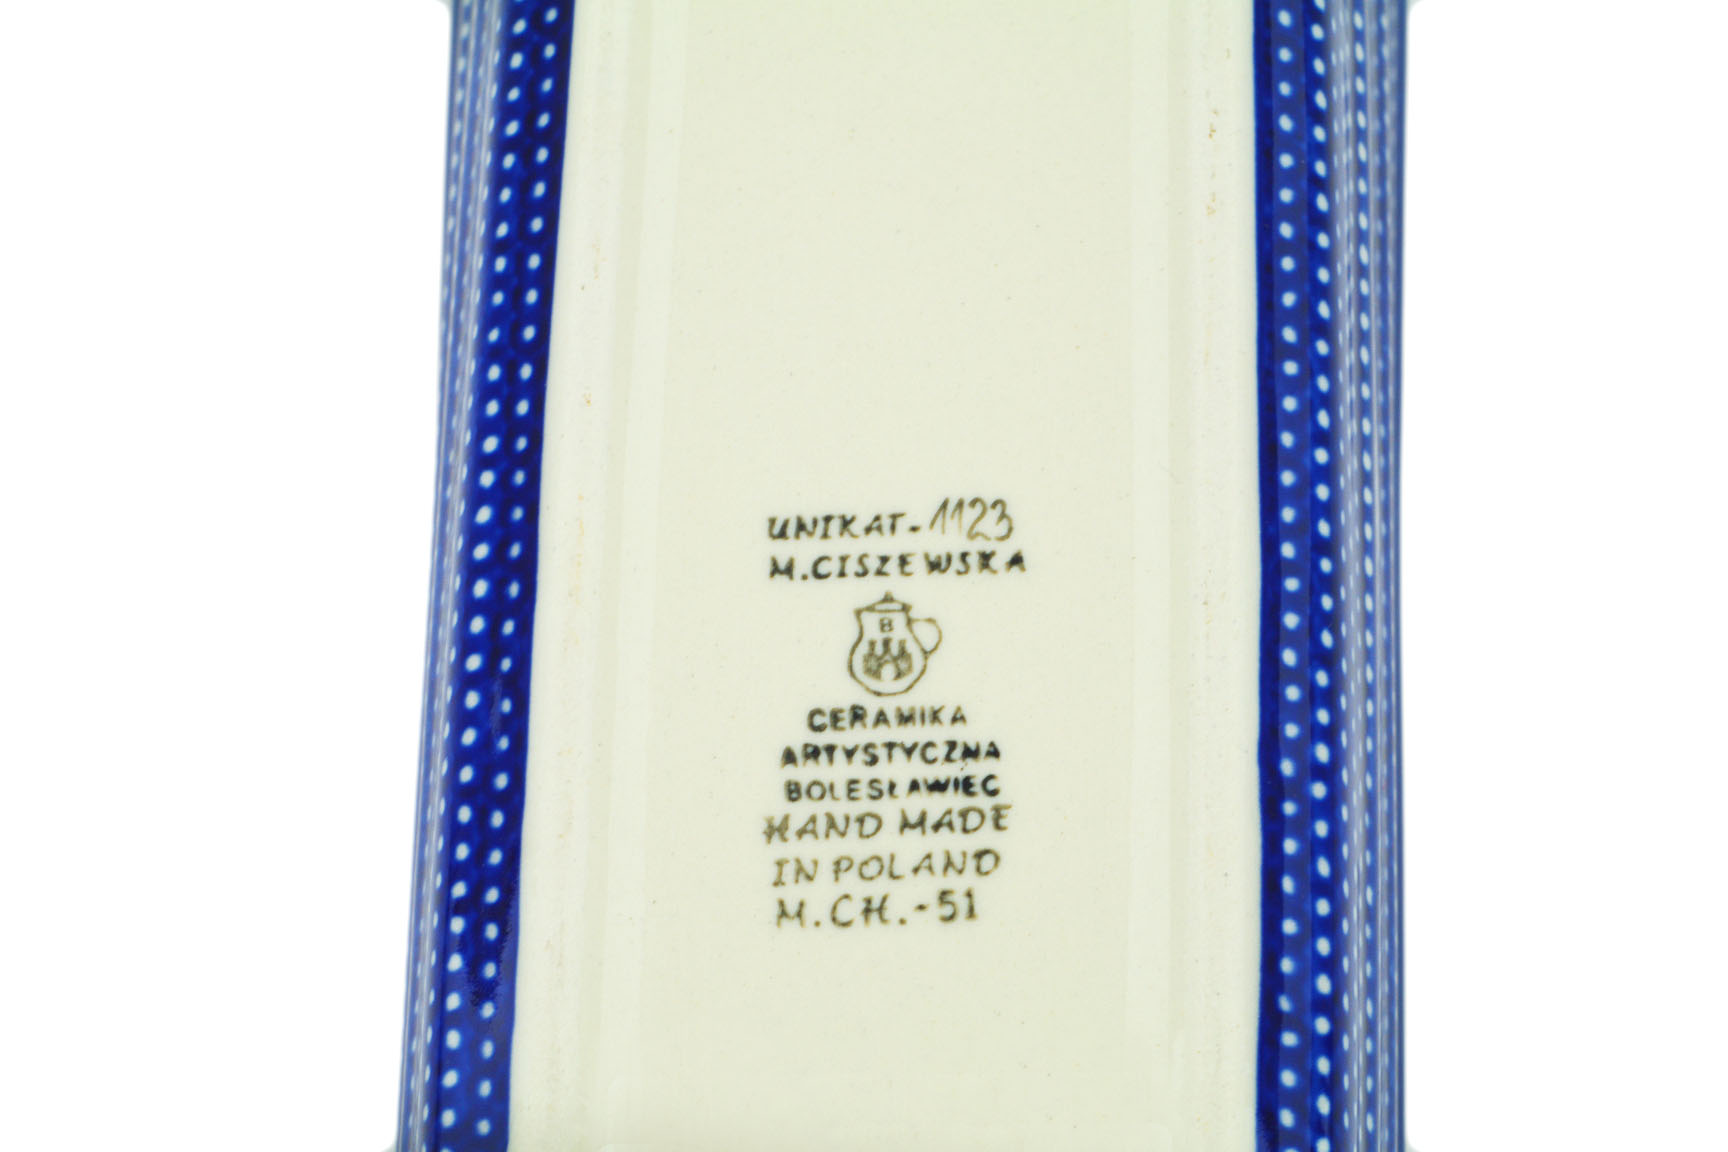 UNIKAT-1123
M.CISZEWSKA
B
CERAMIKA
ARTYSTYCZNA
BOLESŁAWIEC
HAND MADE
IN POLAND
M.CH.-51